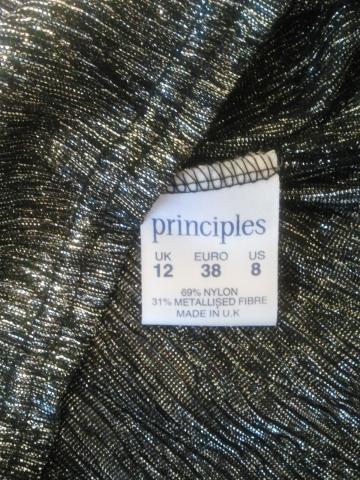 principles
UK EURO US
12 38 8
69% NYLON
31% METALLISED FIBRE
MADE IN U.K